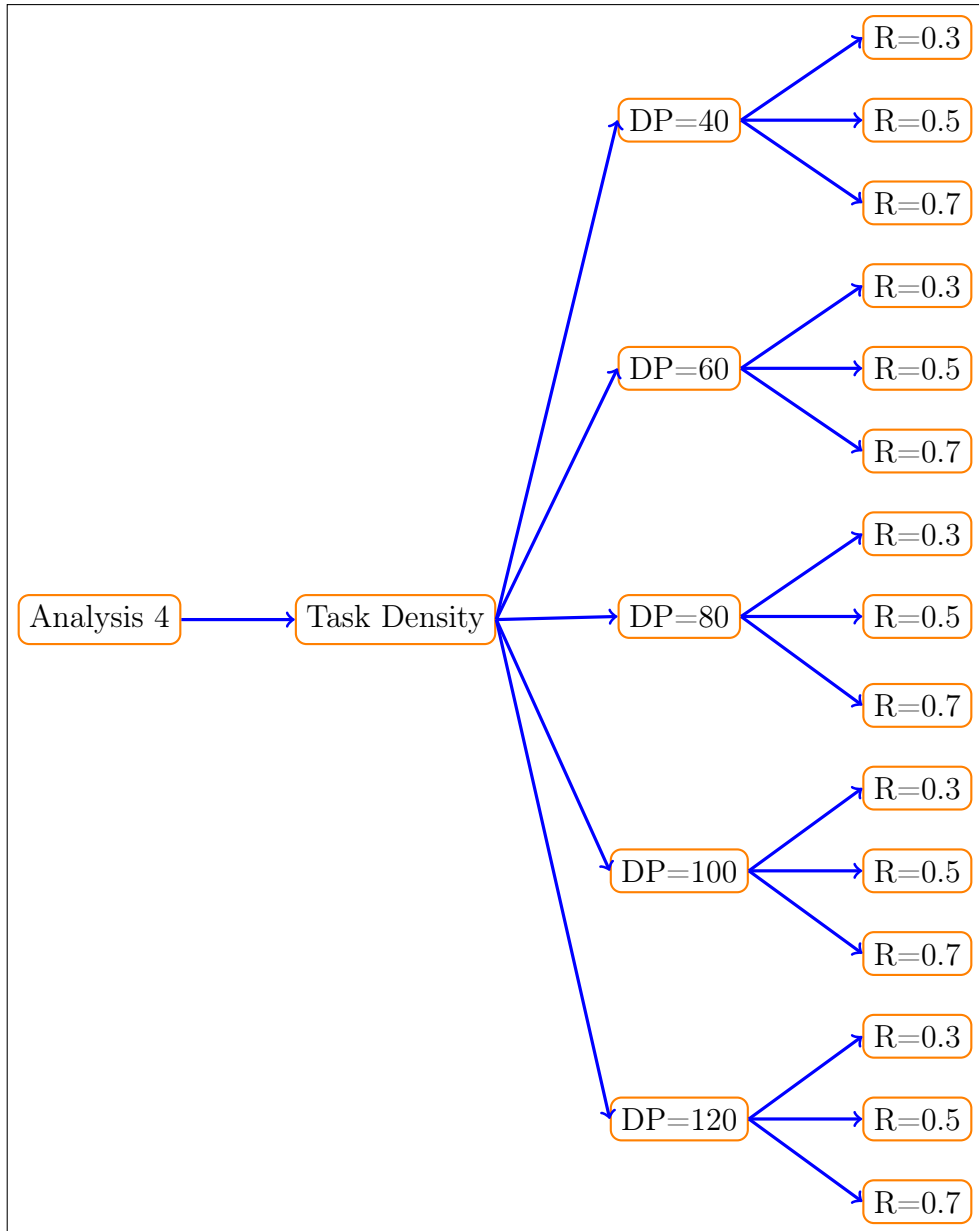 Analysis 4
Task Density
DP=40
R=0.3
R=0.5
R=0.7
DP=60
R=0.3
R=0.5
R=0.7
DP=80
R=0.3
R=0.5
R=0.7
DP=100
R=0.3
R=0.5
R=0.7
DP=120
R=0.3
R=0.5
R=0.7